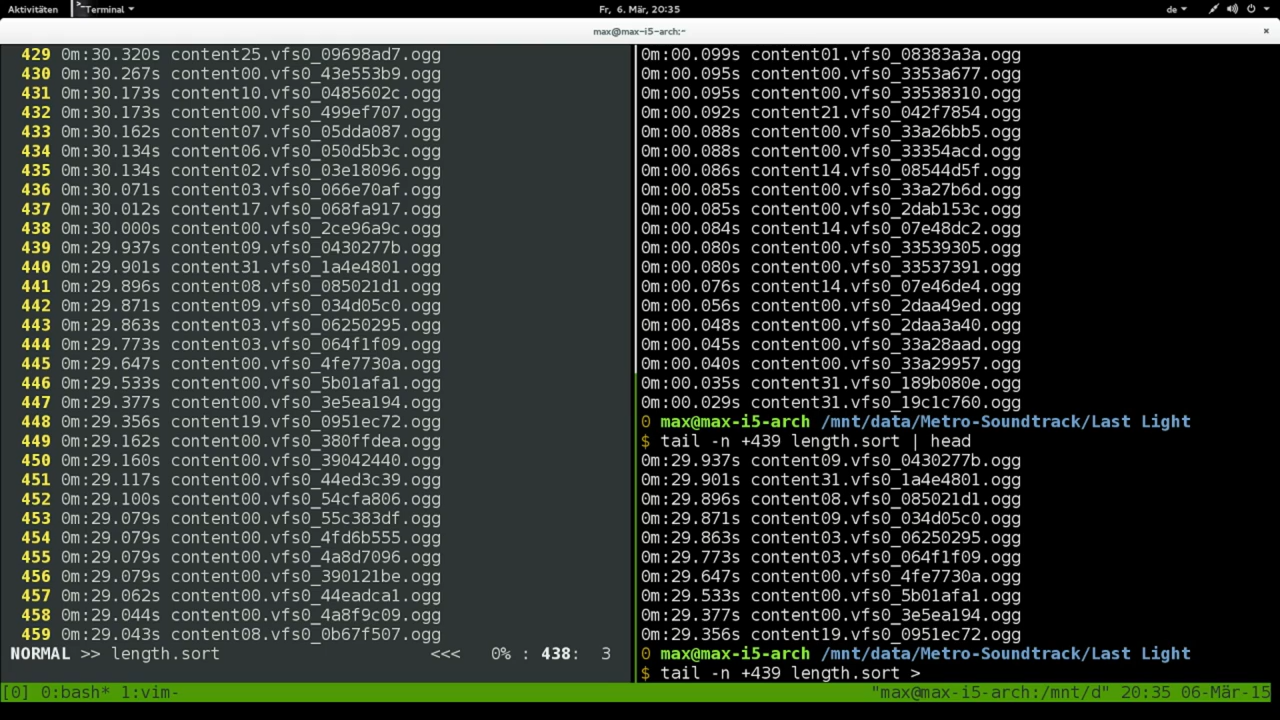 Aktivitäten
Terminal
Fr, 6. Mär, 20:35
de
max@max-i5-arch:~
×
429 0m:30.320s content25.vfs0_09698ad7.ogg
430 0m:30.267s content00.vfs0_43e553b9.ogg
431 0m:30.173s content10.vfs0_0485602c.ogg
432 0m:30.173s content00.vfs0_499ef707.ogg
433 0m:30.162s content07.vfs0_05dda087.ogg
434 0m:30.134s content06.vfs0_050d5b3c.ogg
435 0m:30.134s content02.vfs0_03e18096.ogg
436 0m:30.071s content03.vfs0_066e70af.ogg
437 0m:30.012s content17.vfs0_068fa917.ogg
438 0m:30.000s content00.vfs0_2ce96a9c.ogg
439 0m:29.937s content09.vfs0_0430277b.ogg
440 0m:29.901s content31.vfs0_1a4e4801.ogg
441 0m:29.896s content08.vfs0_085021d1.ogg
442 0m:29.871s content09.vfs0_034d05c0.ogg
443 0m:29.863s content03.vfs0_06250295.ogg
444 0m:29.773s content03.vfs0_064f1f09.ogg
445 0m:29.647s content00.vfs0_4fe7730a.ogg
446 0m:29.533s content00.vfs0_5b01afa1.ogg
447 0m:29.377s content00.vfs0_3e5ea194.ogg
448 0m:29.356s content19.vfs0_0951ec72.ogg
449 0m:29.162s content00.vfs0_380ffdea.ogg
450 0m:29.160s content00.vfs0_39042440.ogg
451 0m:29.117s content00.vfs0_44ed3c39.ogg
452 0m:29.100s content00.vfs0_54cfa806.ogg
453 0m:29.079s content00.vfs0_55c383df.ogg
454 0m:29.079s content00.vfs0_4fd6b555.ogg
455 0m:29.079s content00.vfs0_4a8d7096.ogg
456 0m:29.079s content00.vfs0_390121be.ogg
457 0m:29.062s content00.vfs0_44eadca1.ogg
458 0m:29.044s content00.vfs0_4a8f9c09.ogg
459 0m:29.043s content08.vfs0_0b67f507.ogg
NORMAL >> length.sort <<< 0% : 438: 3
0m:00.099s content01.vfs0_08383a3a.ogg
0m:00.095s content00.vfs0_3353a677.ogg
0m:00.095s content00.vfs0_33538310.ogg
0m:00.092s content21.vfs0_042f7854.ogg
0m:00.088s content00.vfs0_33a26bb5.ogg
0m:00.088s content00.vfs0_33354acd.ogg
0m:00.086s content14.vfs0_08544d5f.ogg
0m:00.085s content00.vfs0_33a27b6d.ogg
0m:00.085s content00.vfs0_2dab153c.ogg
0m:00.084s content14.vfs0_07e48dc2.ogg
0m:00.080s content00.vfs0_33539305.ogg
0m:00.080s content00.vfs0_33537391.ogg
0m:00.076s content14.vfs0_07e46de4.ogg
0m:00.056s content00.vfs0_2daa49ed.ogg
0m:00.048s content00.vfs0_2daa3a40.ogg
0m:00.045s content00.vfs0_33a28aad.ogg
0m:00.040s content00.vfs0_33a29957.ogg
0m:00.035s content31.vfs0_189b080e.ogg
0m:00.029s content31.vfs0_19c1c760.ogg
0 max@max-i5-arch /mnt/data/Metro-Soundtrack/Last Light
$ tail -n +439 length.sort | head
0m:29.937s content09.vfs0_0430277b.ogg
0m:29.901s content31.vfs0_1a4e4801.ogg
0m:29.896s content08.vfs0_085021d1.ogg
0m:29.871s content09.vfs0_034d05c0.ogg
0m:29.863s content03.vfs0_06250295.ogg
0m:29.773s content03.vfs0_064f1f09.ogg
0m:29.647s content00.vfs0_4fe7730a.ogg
0m:29.533s content00.vfs0_5b01afa1.ogg
0m:29.377s content00.vfs0_3e5ea194.ogg
0m:29.356s content19.vfs0_0951ec72.ogg
0 max@max-i5-arch /mnt/data/Metro-Soundtrack/Last Light
$ tail -n +439 length.sort >
[0] 0:bash* 1:vim- "max@max-i5-arch:/mnt/d" 20:35 06-Mär-15